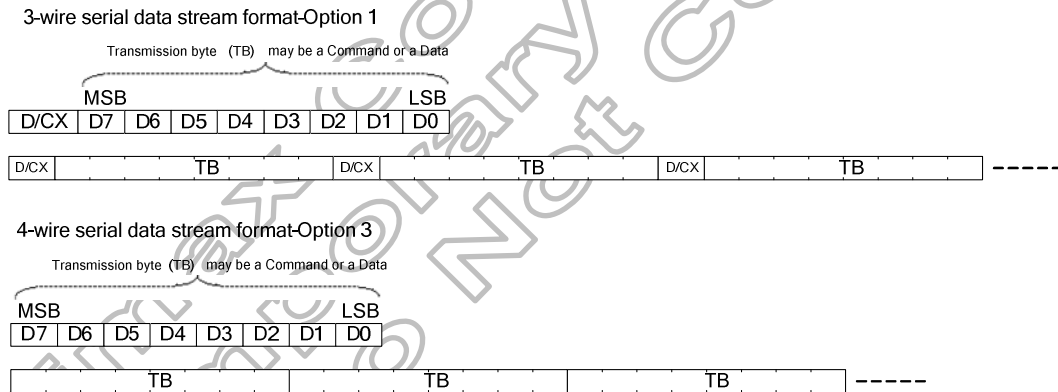 3-wire serial data stream format-Option 1
Transmission byte (TB) may be a Command or a Data
MSB LSB
D/CX D7 D6 D5 D4 D3 D2 D1 D0
D/CX TB D/CX TB D/CX TB
4-wire serial data stream format-Option 3
Transmission byte (TB) may be a Command or a Data
MSB LSB
D7 D6 D5 D4 D3 D2 D1 D0
TB TB TB